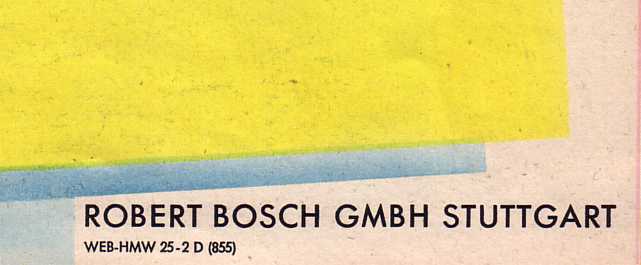 ROBERT BOSCH GMBH STUTTGART
WEB-HMW 25-2 D (855)